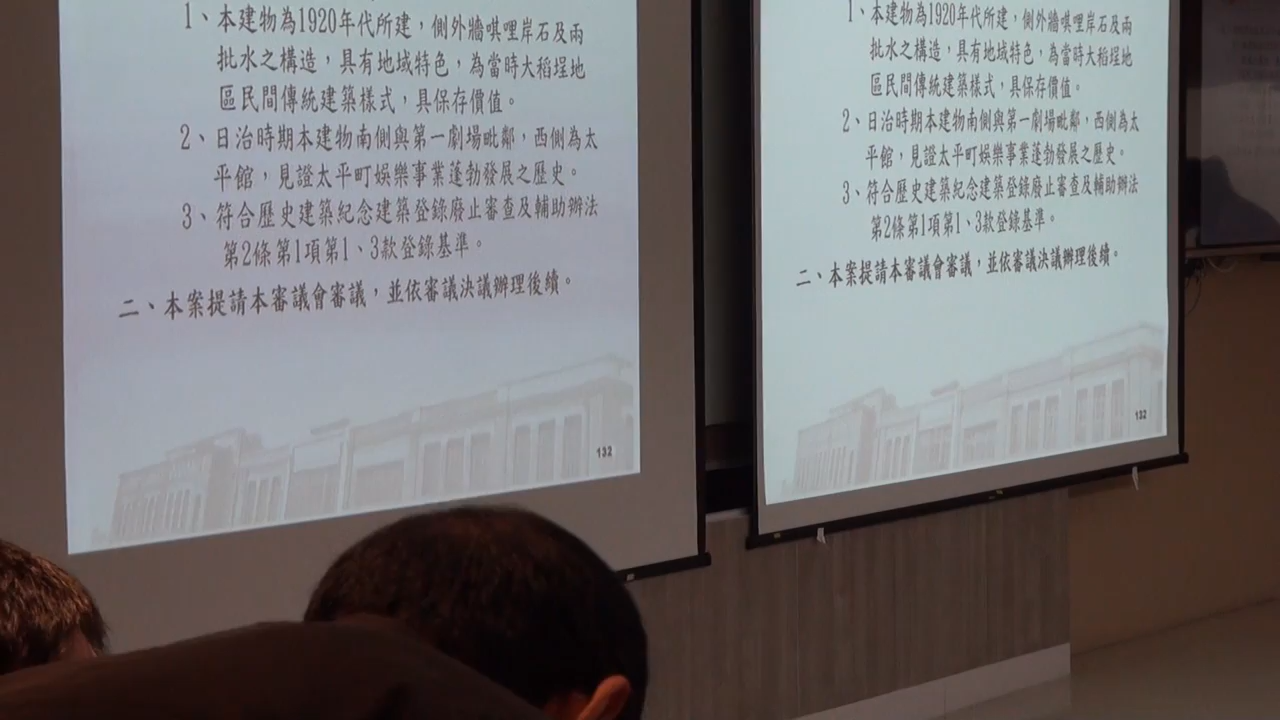 1、本建物為1920年代所建，側外牆唭哩岸石及兩
批水之構造，具有地域特色，為當時大稻埕地
區民間傳統建築樣式，具保存價值。
2、日治時期本建物南側與第一劇場毗鄰，西側為太
平館，見證太平町娛樂事業蓬勃發展之歷史。
3、符合歷史建築紀念建築登錄廢止審查及輔助辦法
第2條第1項第1、3款登錄基準。
二、本案提請本審議會審議，並依審議決議辦理後續。
132
1、本建物為1920年代所建，側外牆唭哩岸石及兩
批水之構造，具有地域特色，為當時大稻埕地
區民間傳統建築樣式，具保存價值。
2、日治時期本建物南側與第一劇場毗鄰，西側為太
平館，見證太平町娛樂事業蓬勃發展之歷史。
3、符合歷史建築紀念建築登錄廢止審查及輔助辦法
第2條第1項第1、3款登錄基準。
二、本案提請本審議會審議，並依審議決議辦理後續。
132